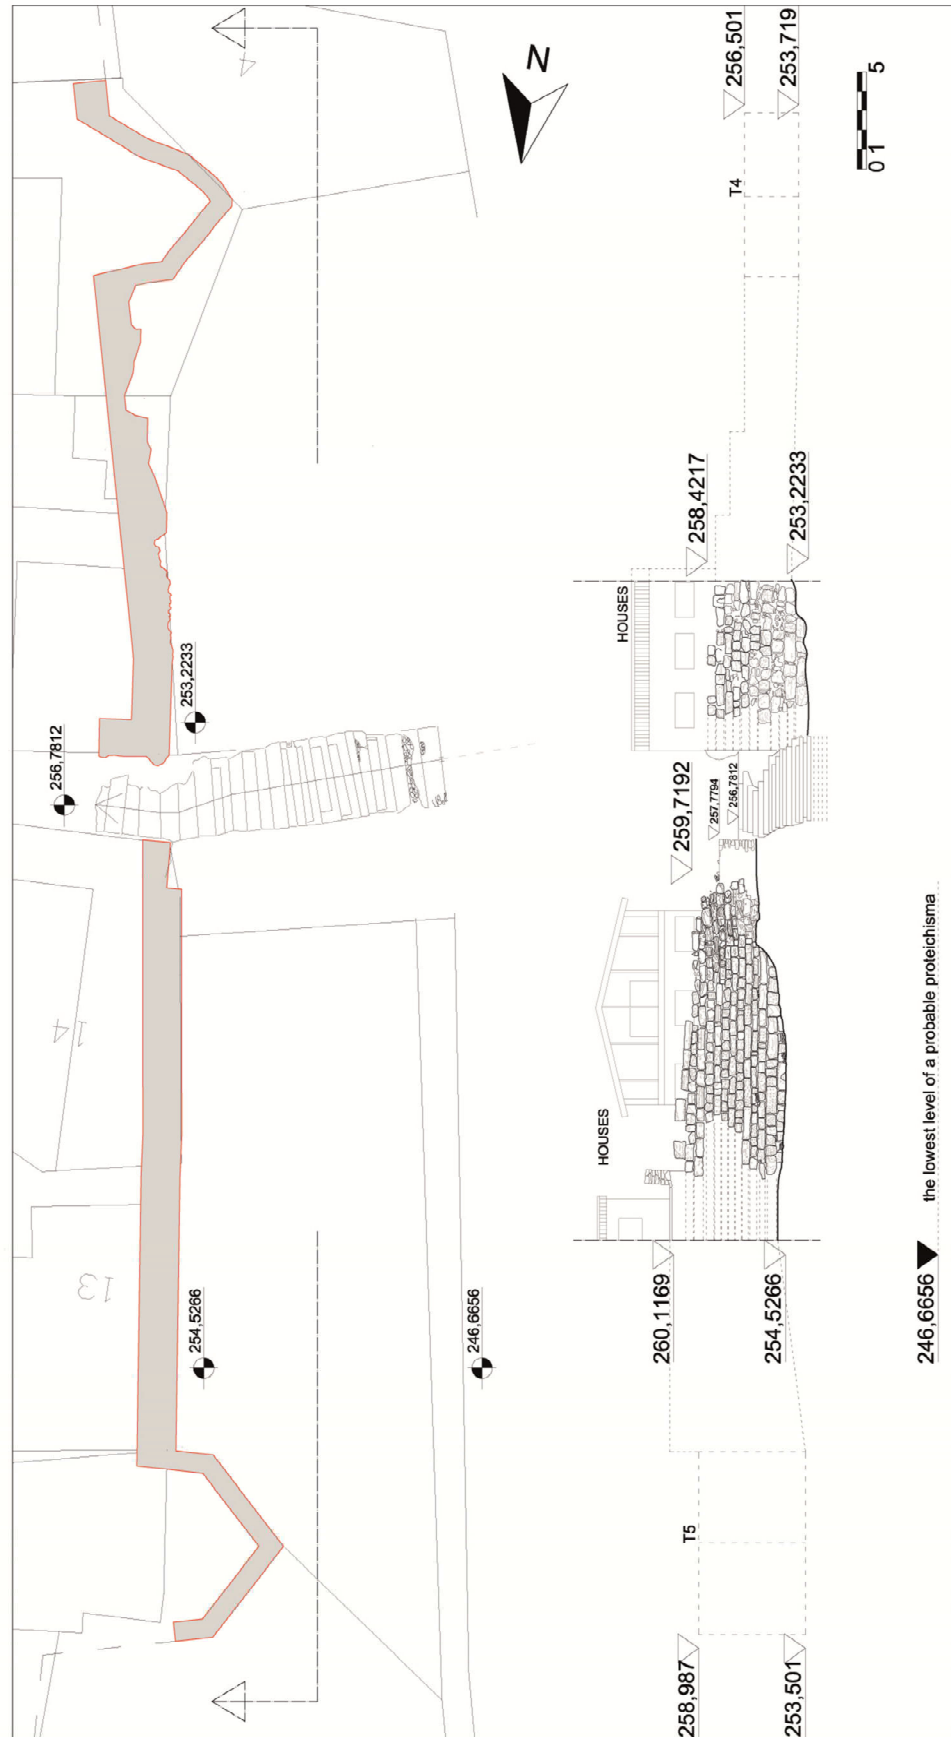 4
N
256,501
253,719
0 1 5
T4
HOUSES
258,4217
253,2233
253,2233
256,7812
259,7192
257,7794
256,7812
14
HOUSES
13
254,5266
246,6656
260,1169
254,5266
246,6656
the lowest level of a probable proteichisma
T5
258,987
253,501